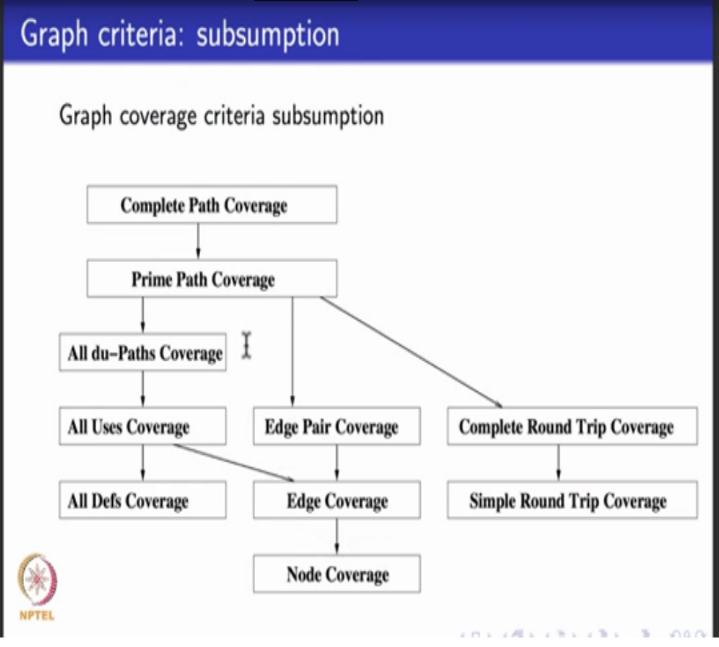 Graph criteria: subsumption
Graph coverage criteria subsumption
Complete Path Coverage
Prime Path Coverage
All du-Paths Coverage
All Uses Coverage
Edge Pair Coverage
Complete Round Trip Coverage
All Defs Coverage
Edge Coverage
Simple Round Trip Coverage
Node Coverage
NPTEL